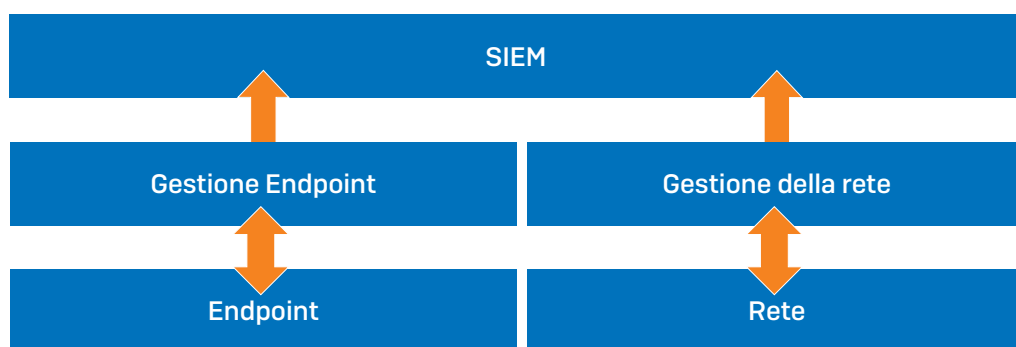 SIEM
Gestione Endpoint
Gestione della rete
Endpoint
Rete